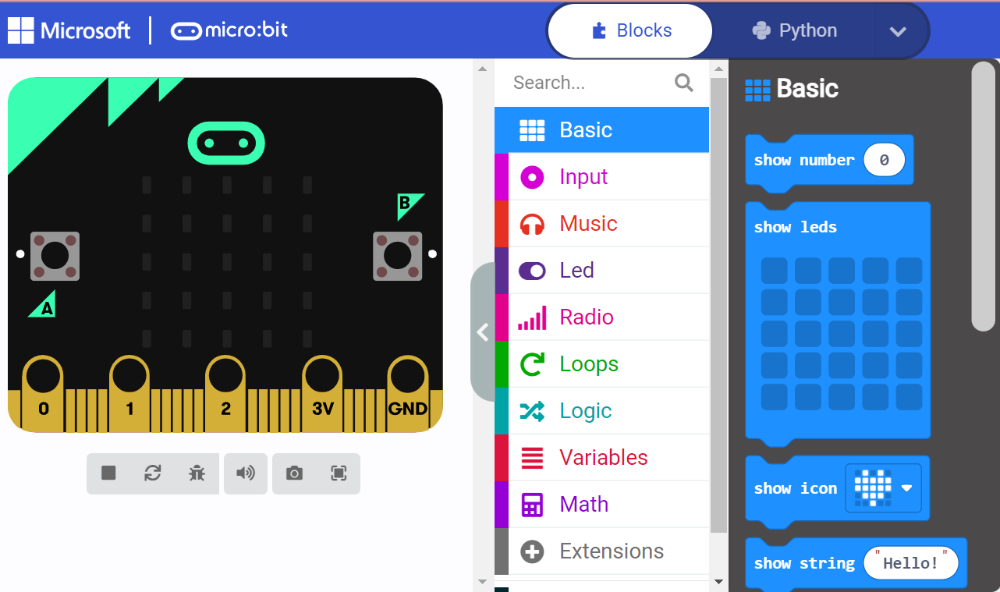 Microsoft
micro:bit
Blocks
Python
B
A
0
1
2
3V
GND
Search...
Basic
Input
Music
Led
Radio
Loops
Logic
Variables
Math
Extensions
Basic
show number 0
show leds
show icon
show string "Hello!"